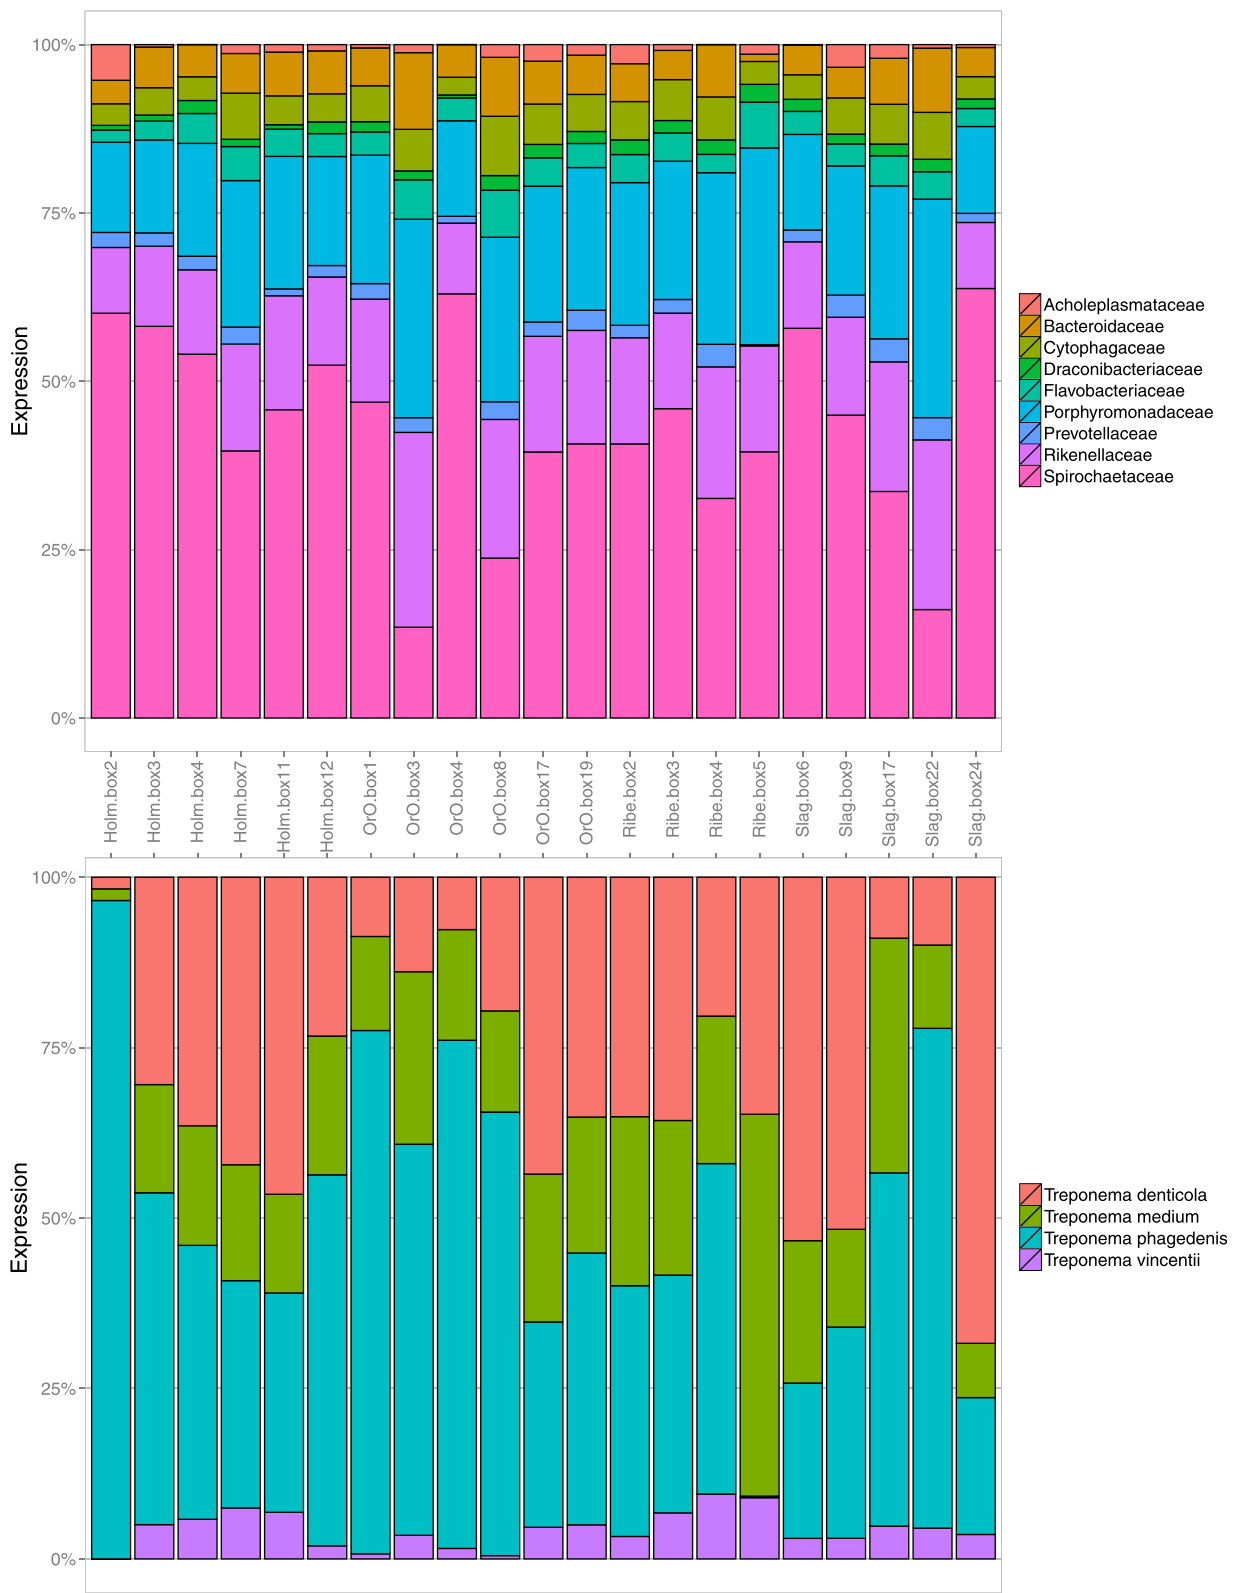 100%
75%
50%
25%
0%
Expression
Acholeplasmataceae
Bacteroidaceae
Cytophagaceae
Draconibacteriaceae
Flavobacteriaceae
Porphyromonadaceae
Prevotellaceae
Rikenellaceae
Spirochaetaceae
Holm.box2
Holm.box3
Holm.box4
Holm.box7
Holm.box11
Holm.box12
OrO.box1
OrO.box3
OrO.box4
OrO.box8
OrO.box17
OrO.box19
Ribe.box2
Ribe.box3
Ribe.box4
Ribe.box5
Slag.box6
Slag.box9
Slag.box17
Slag.box22
Slag.box24
100%
75%
50%
25%
0%
Expression
Treponema denticola
Treponema medium
Treponema phagedenis
Treponema vincentii